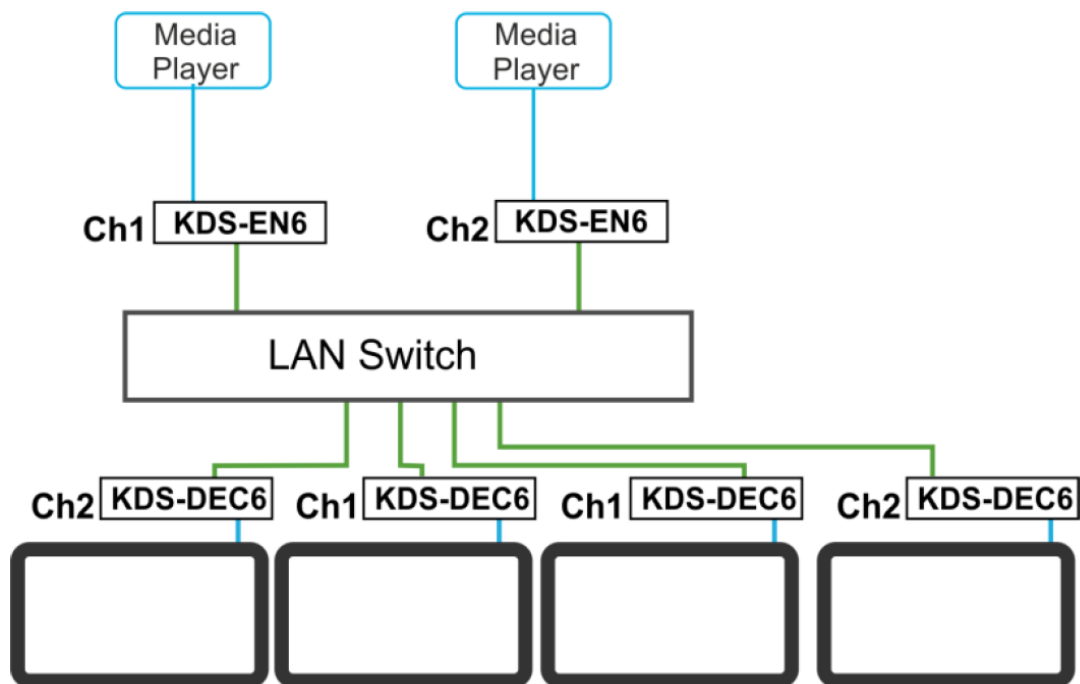 Media
Player
Media
Player
Ch1 KDS-EN6
Ch2 KDS-EN6
LAN Switch
Ch2 KDS-DEC6
Ch1 KDS-DEC6
Ch1 KDS-DEC6
Ch2 KDS-DEC6